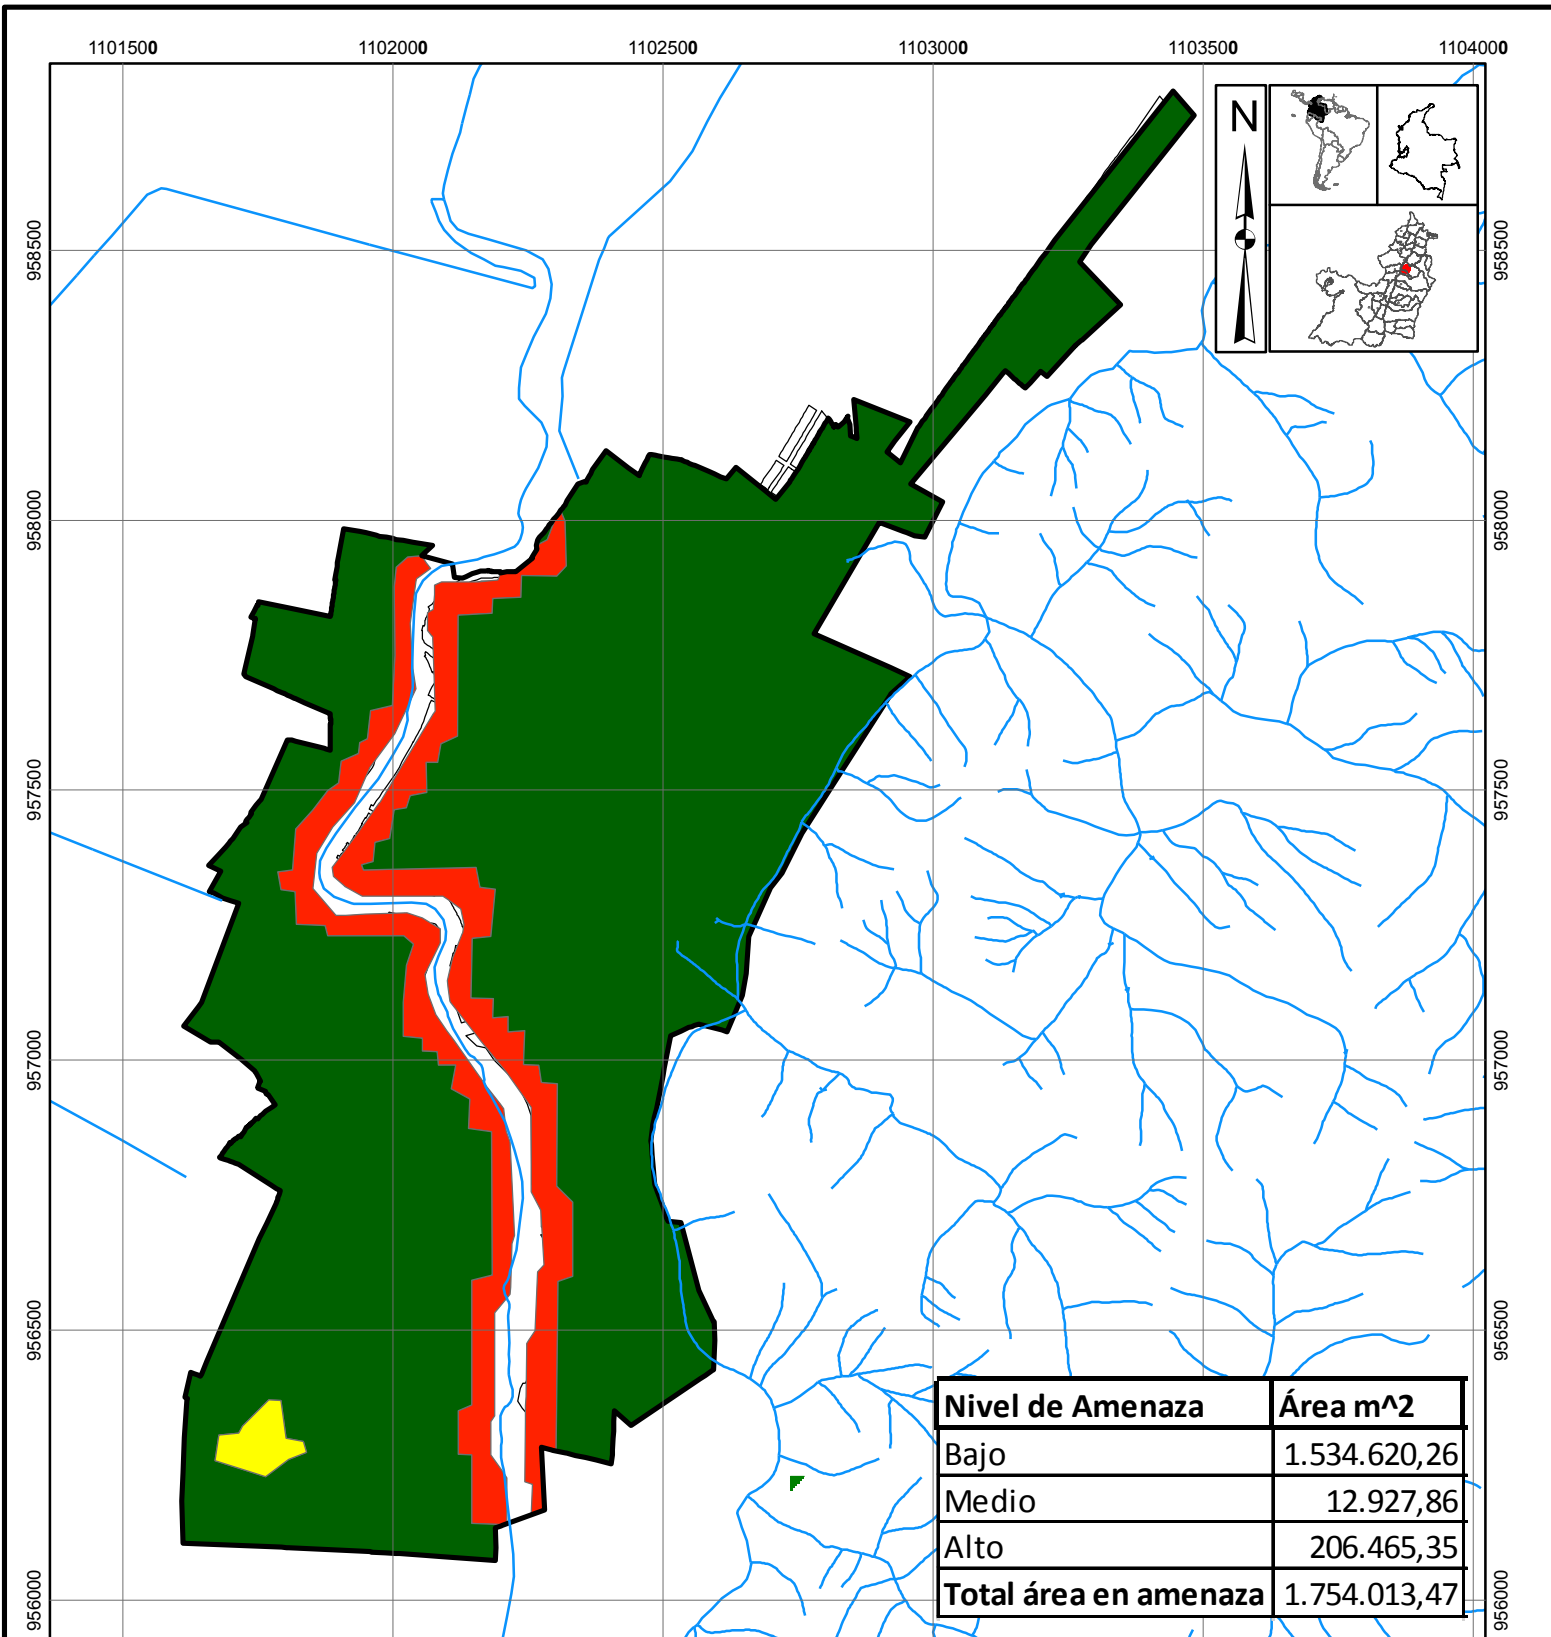 1101500 1102000 1102500 1103000 1103500 1104000
N
958500 958500
958000 958000
957500 957500
957000 957000
956500 956500
Nivel de Amenaza Área m^2
Bajo 1.534.620,26
Medio 12.927,86
Alto 206.465,35
Total área en amenaza 1.754.013,47
956000 956000